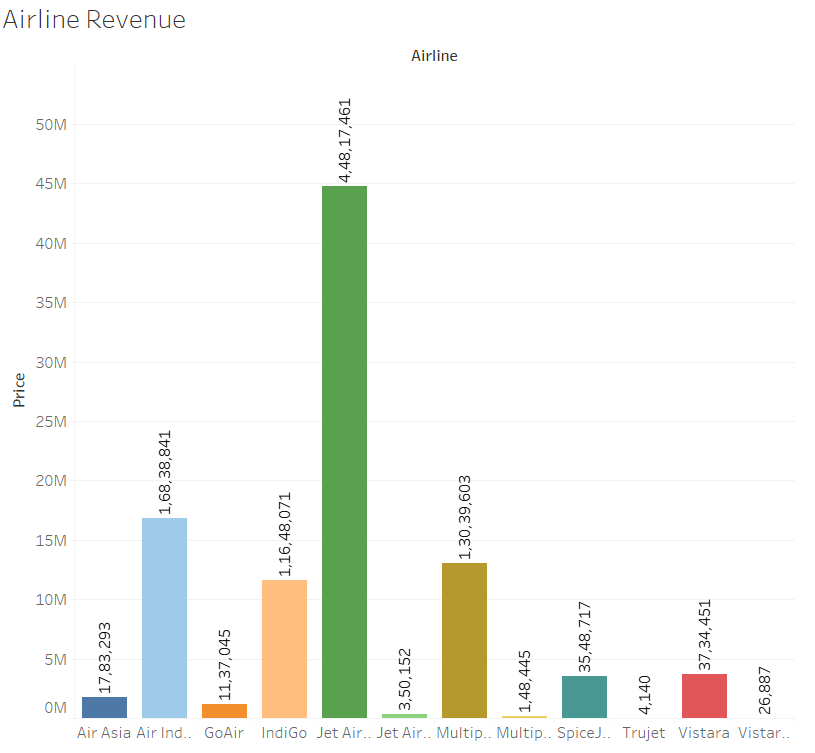 Airline Revenue
Airline
Price
50M
45M
40M
35M
30M
25M
20M
15M
10M
5M
0M
17,83,293
1,68,38,841
11,37,045
1,16,48,071
4,48,17,461
3,50,152
1,30,39,603
1,48,445
35,48,717
4,140
37,34,451
26,887
Air Asia Air Ind.. GoAir IndiGo Jet Air.. Jet Air.. Multip.. Multip.. SpiceJ.. Trujet Vistara Vistar..